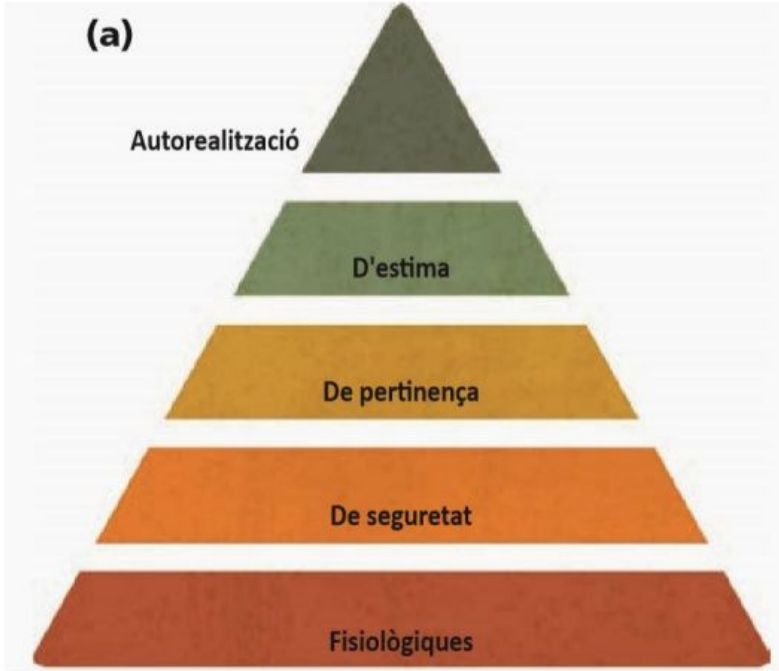 (a)
Autorealització
D'estima
De pertinença
De seguretat
Fisiològiques